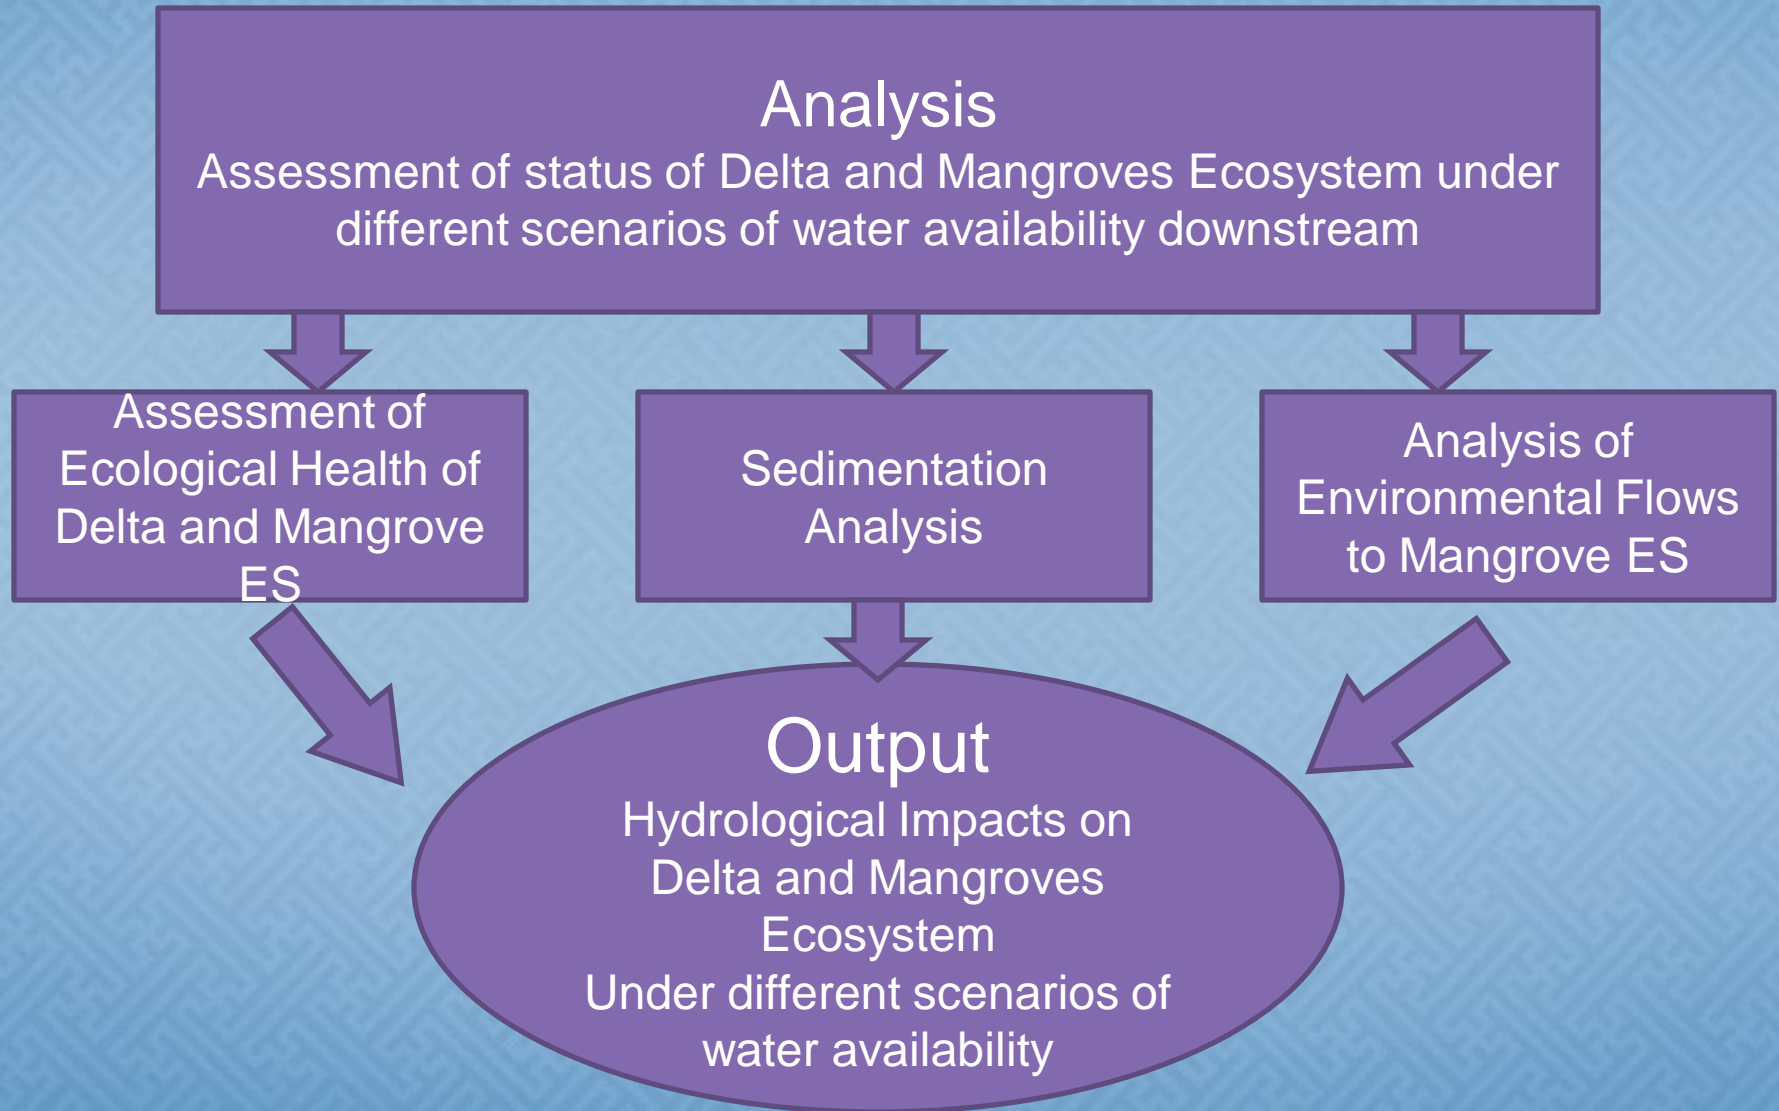 Analysis
Assessment of status of Delta and Mangroves Ecosystem under
different scenarios of water availability downstream
Assessment of
Ecological Health of
Delta and Mangrove
ES
Sedimentation
Analysis
Analysis of
Environmental Flows
to Mangrove ES
Output
Hydrological Impacts on
Delta and Mangroves
Ecosystem
Under different scenarios of
water availability